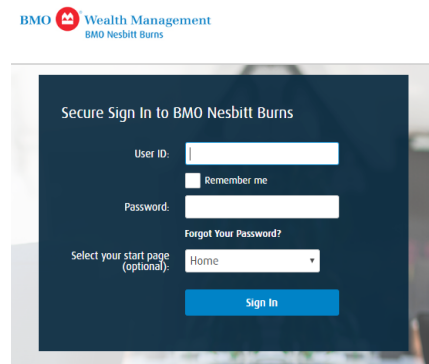 BMO Wealth Management
BMO Nesbitt Burns
Secure Sign In to BMO Nesbitt Burns
User ID:
Remember me
Password:
Forgot Your Password?
Select your start page
(optional):
Home
Sign In